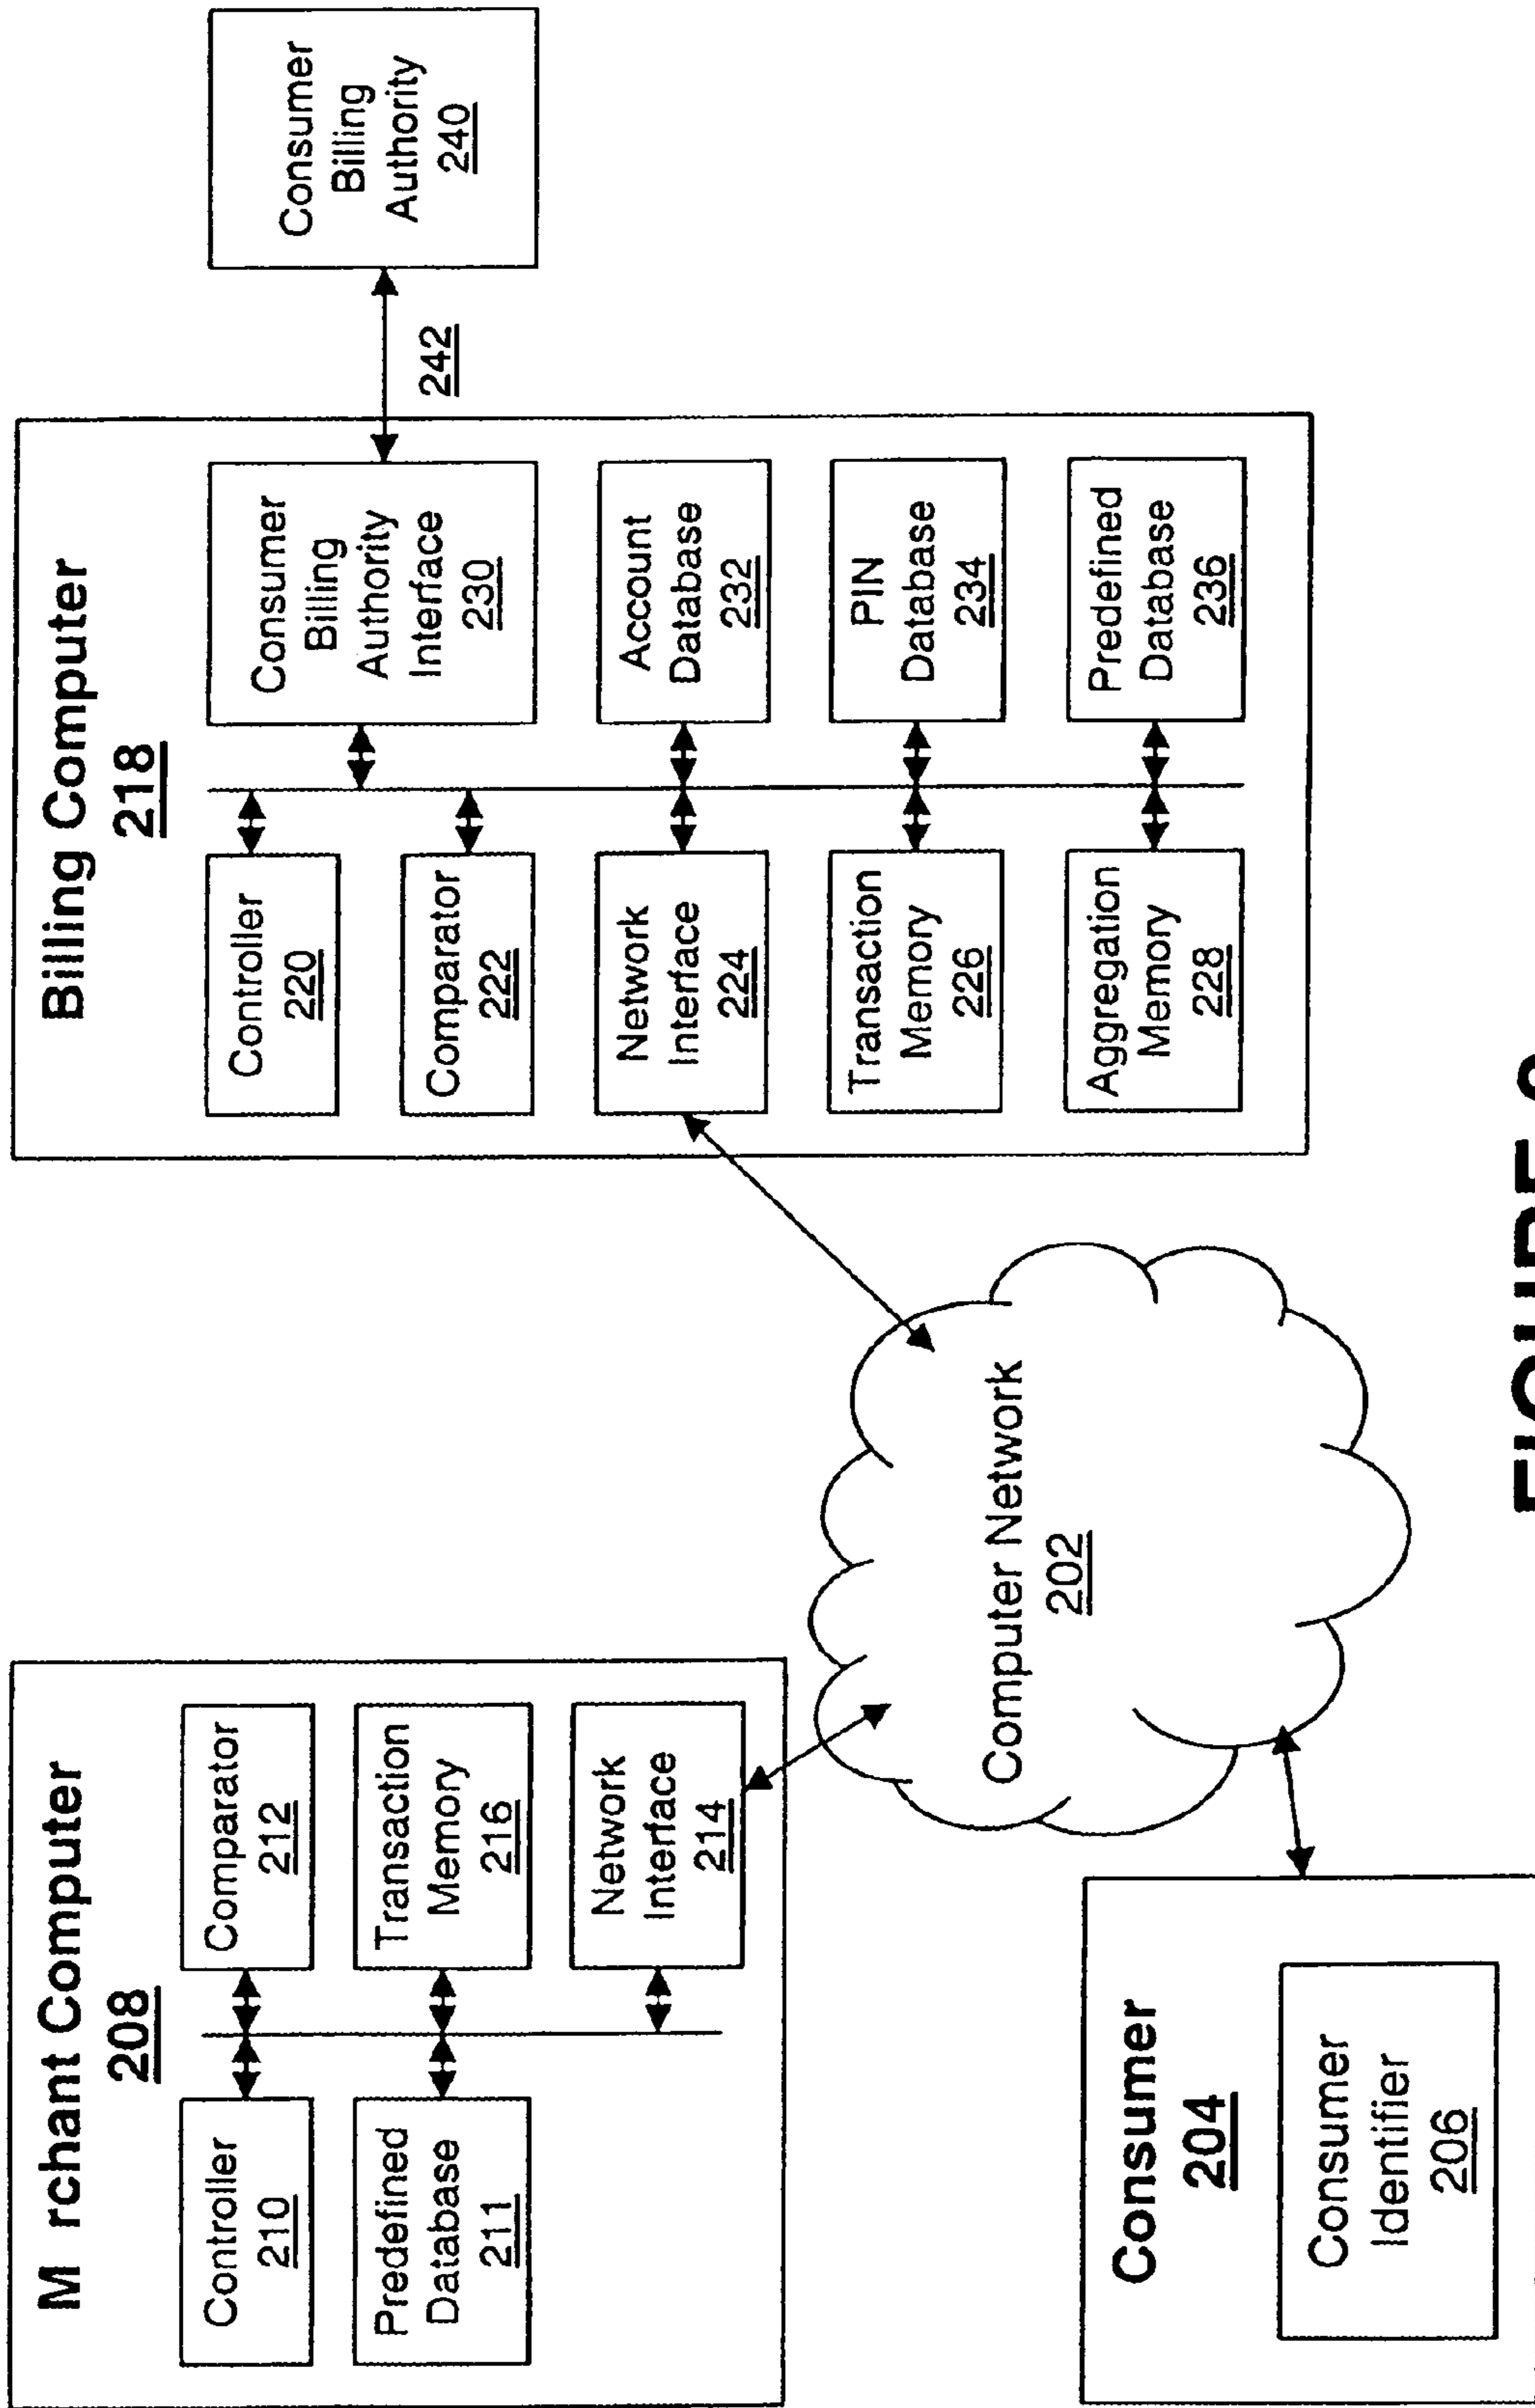 M rchant Computer
208
Controller
210
Comparator
212
Predefined
Database
211
Transaction
Memory
216
Network
Interface
214
Billing Computer
218
Controller
220
Comparator
222
Network
Interface
224
Transaction
Memory
226
Aggregation
Memory
228
Consumer
Billing
Authority
Interface
230
Account
Database
232
PIN
Database
234
Predefined
Database
236
242
Consumer
Billing
Authority
240
Computer Network
202
Consumer
204
Consumer
Identifier
206
FIGURE